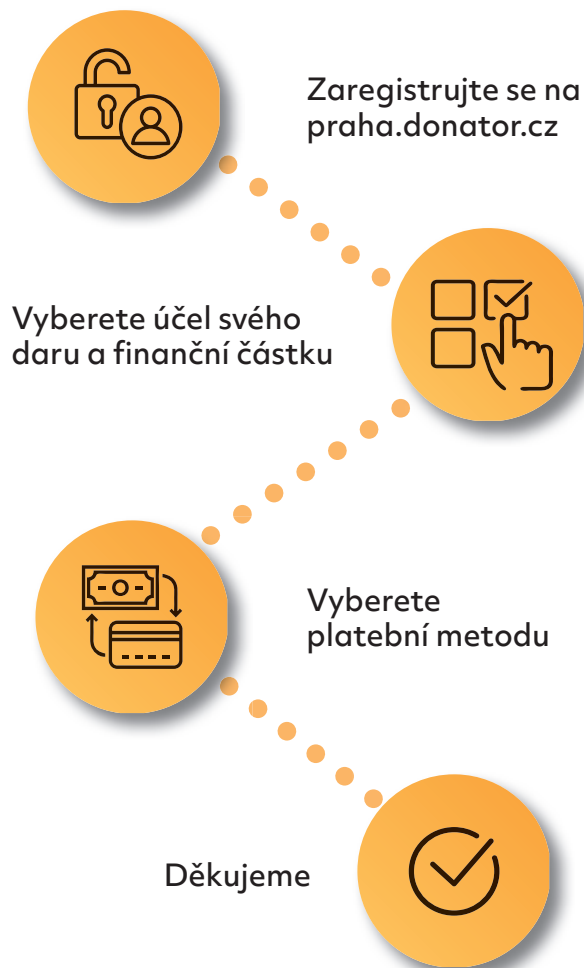 Zaregistrujte se na
praha.donator.cz
Vyberete účel svého
daru a finanční částku
Vyberete
platební metodu
Děkujeme